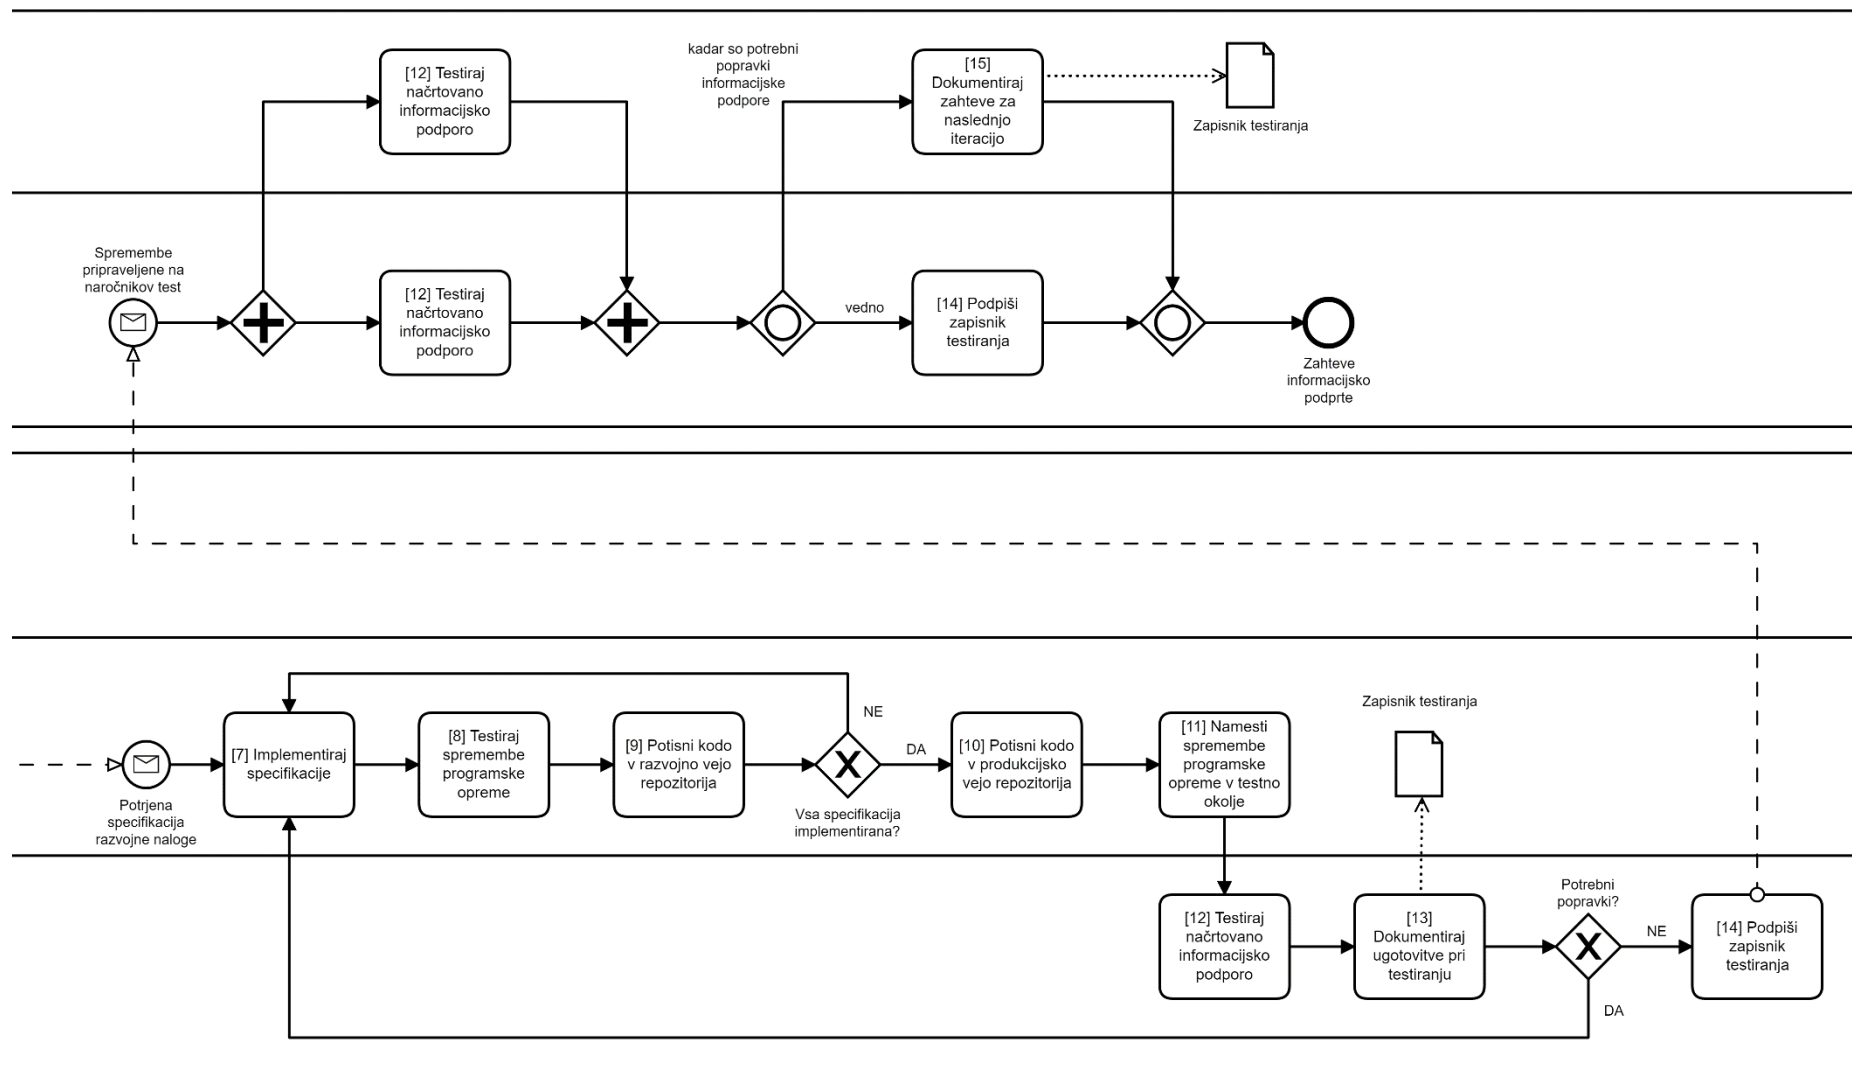 [12] Testiraj
načrtovano
informacijsko
podporo
kadar so potrebni
popravki
informacijske
podpore
[15]
Dokumentiraj
zahteve za
naslednjo
iteracijo
Zapisnik testiranja
Spremembe
pripraveljene na
naročnikov test
[12] Testiraj
načrtovano
informacijsko
podporo
vedno
[14] Podpiši
zapisnik
testiranja
Zahteve
informacijsko
podprte
Potrjena
specifikacija
razvojne naloge
[7] Implementiraj
specifikacije
[8] Testiraj
spremembe
programske
opreme
[9] Potisni kodo
v razvojno vejo
repozitorija
NE
DA
Vsa specifikacija
implementirana?
[10] Potisni kodo
v produkcijsko
vejo repozitorija
[11] Namesti
spremembe
programske
opreme v testno
okolje
Zapisnik testiranja
[12] Testiraj
načrtovano
informacijsko
podporo
[13]
Dokumentiraj
ugotovitve pri
testiranju
Potrebni
popravki?
NE
DA
[14] Podpiši
zapisnik
testiranja